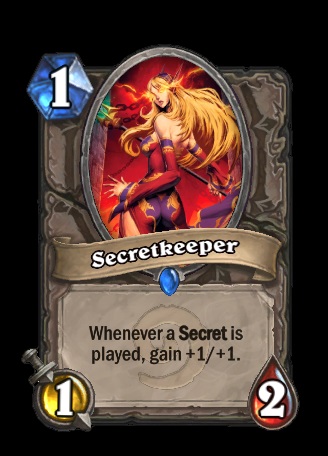 1
Secretkeeper
Whenever a Secret is
played, gain +1/+1.
1
2